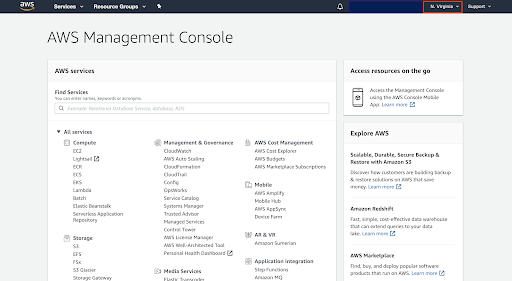 aws
Services
Resource Groups
N. Virginia
Support
AWS Management Console
AWS services
Find Services
You can enter names, keywords or acronyms.
Example: Relational Database Service, database, RDS
All services
Compute
EC2
Lightsail
ECR
ECS
EKS
Lambda
Batch
Elastic Beanstalk
Serverless Application
Repository
Storage
S3
EFS
FSx
S3 Glacier
Storage Gateway
Management & Governance
CloudWatch
AWS Auto Scaling
CloudFormation
CloudTrail
Config
OpsWorks
Service Catalog
Systems Manager
Trusted Advisor
Managed Services
Control Tower
AWS License Manager
AWS Well-Architected Tool
Personal Health Dashboard
Media Services
Elastic Transcoder
AWS Cost Management
AWS Cost Explorer
AWS Budgets
AWS Marketplace Subscriptions
Mobile
AWS Amplify
Mobile Hub
AWS AppSync
Device Farm
AR & VR
Amazon Sumerian
Application Integration
Step Functions
Amazon MQ
Access resources on the go
Access the Management Console
using the AWS Console Mobile
App. Learn more
Explore AWS
Scalable, Durable, Secure Backup &
Restore with Amazon S3
Discover how customers are building backup
& restore solutions on AWS that save
money. Learn more
Amazon Redshift
Fast, simple, cost-effective data warehouse
that can extend queries to your data
lake. Learn more
AWS Marketplace
Find, buy, and deploy popular software
products that run on AWS. Learn more